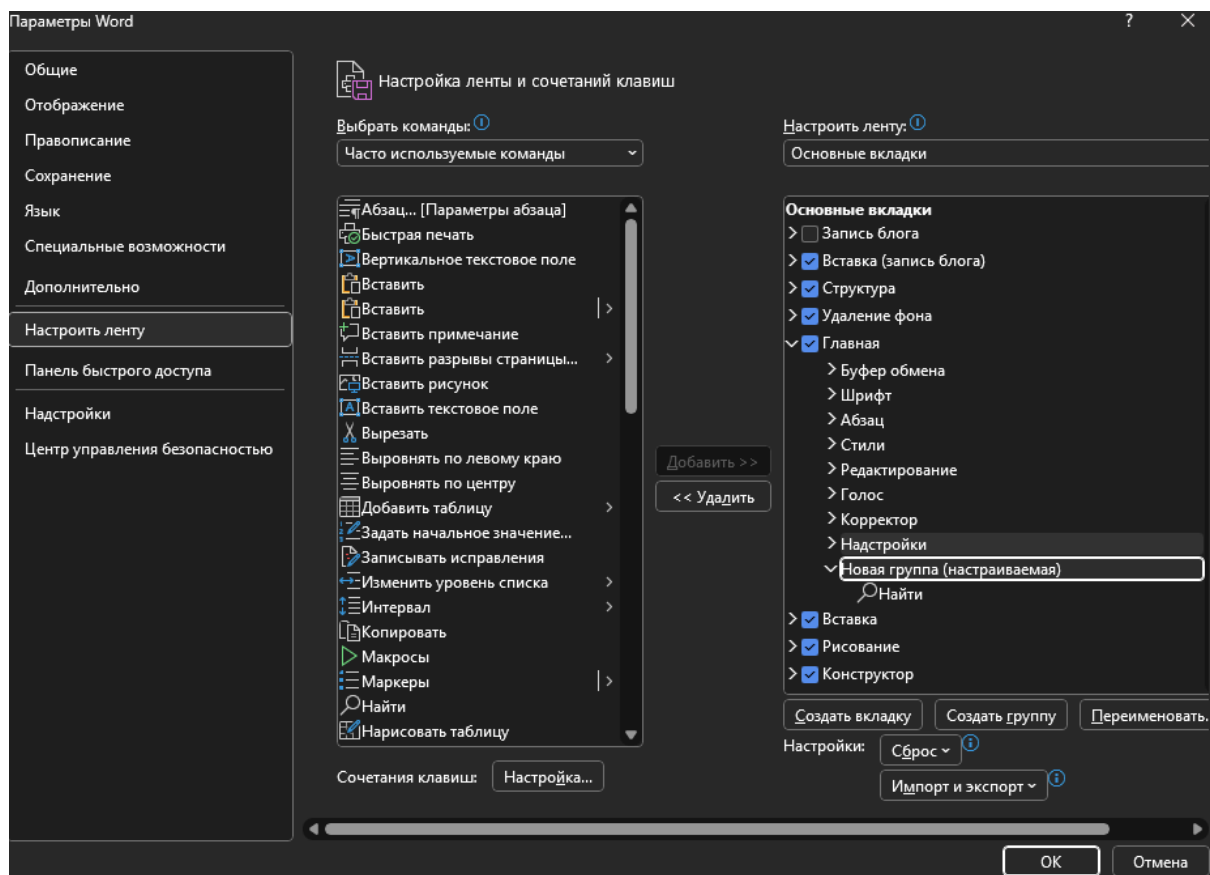 Параметры Word
?
Общие
Отображение
Правописание
Сохранение
Язык
Специальные возможности
Дополнительно
Настроить ленту
Панель быстрого доступа
Надстройки
Центр управления безопасностью
Настройка ленты и сочетаний клавиш
Выбрать команды:
Часто используемые команды
Абзац... [Параметры абзаца]
Быстрая печать
Вертикальное текстовое поле
Вставить
Вставить
Вставить примечание
Вставить разрывы страницы...
Вставить рисунок
Вставить текстовое поле
Вырезать
Выровнять по левому краю
Выровнять по центру
Добавить таблицу
Задать начальное значение...
Записывать исправления
Изменить уровень списка
Интервал
Копировать
Макросы
Маркеры
Найти
Нарисовать таблицу
Сочетания клавиш:
Настройка...
Добавить >>
<< Удалить
Настроить ленту:
Основные вкладки
Основные вкладки
Запись блога
Вставка (запись блога)
Структура
Удаление фона
Главная
Буфер обмена
Шрифт
Абзац
Стили
Редактирование
Голос
Корректор
Надстройки
Новая группа (настраиваемая)
Найти
Вставка
Рисование
Конструктор
Создать вкладку
Создать группу
Переименовать.
Настройки:
Сброс
Импорт и экспорт
ОК
Отмена